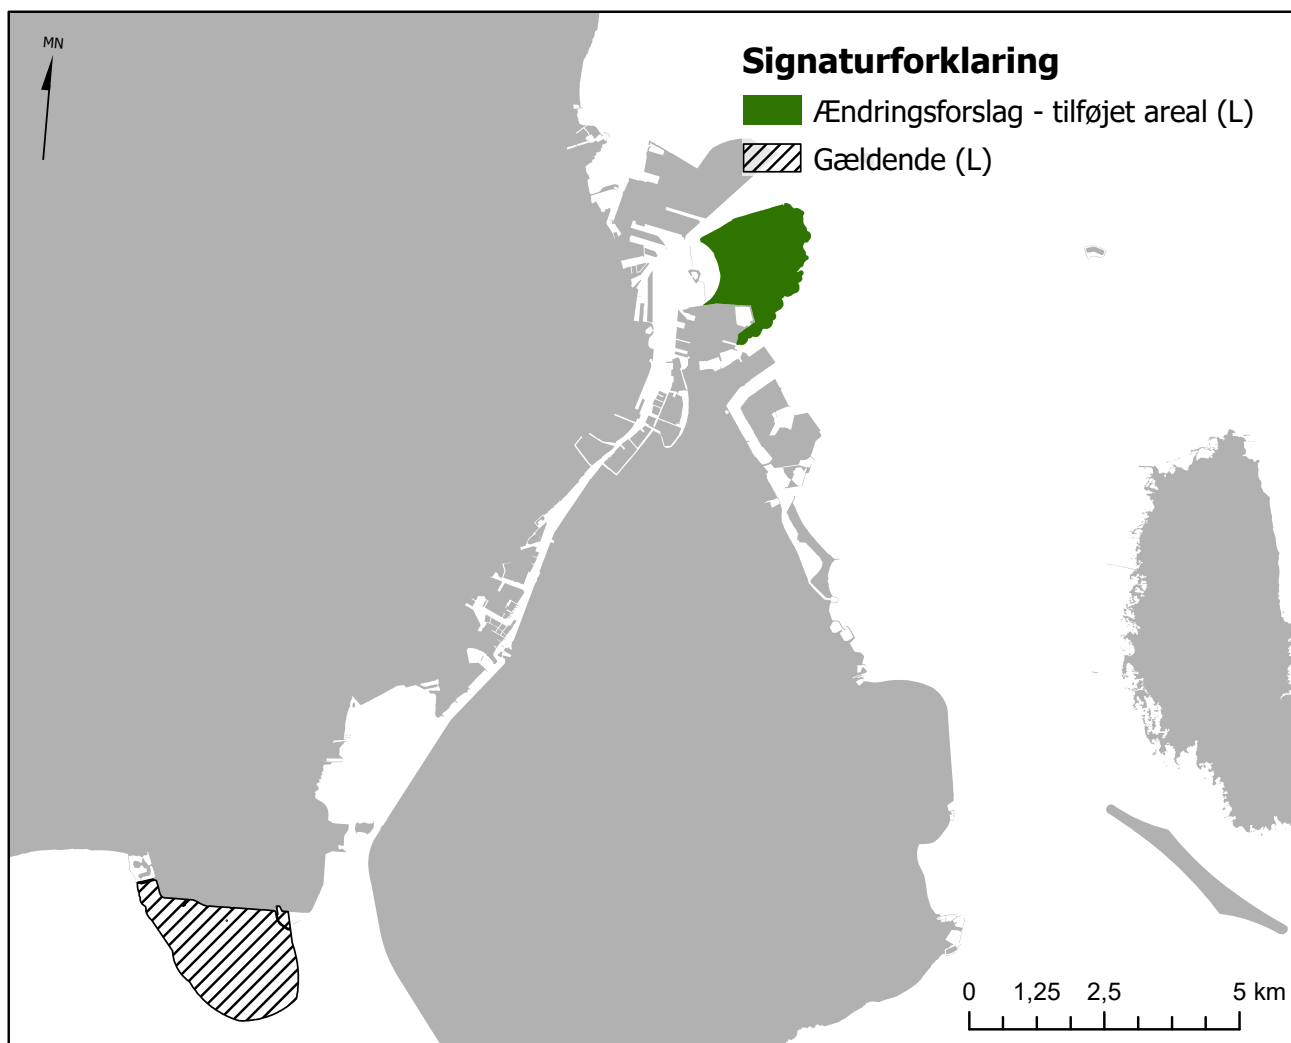 MN
Signaturforklaring
Ændringsforslag - tilføjet areal (L)
Gældende (L)
0 1,25 2,5 5 km